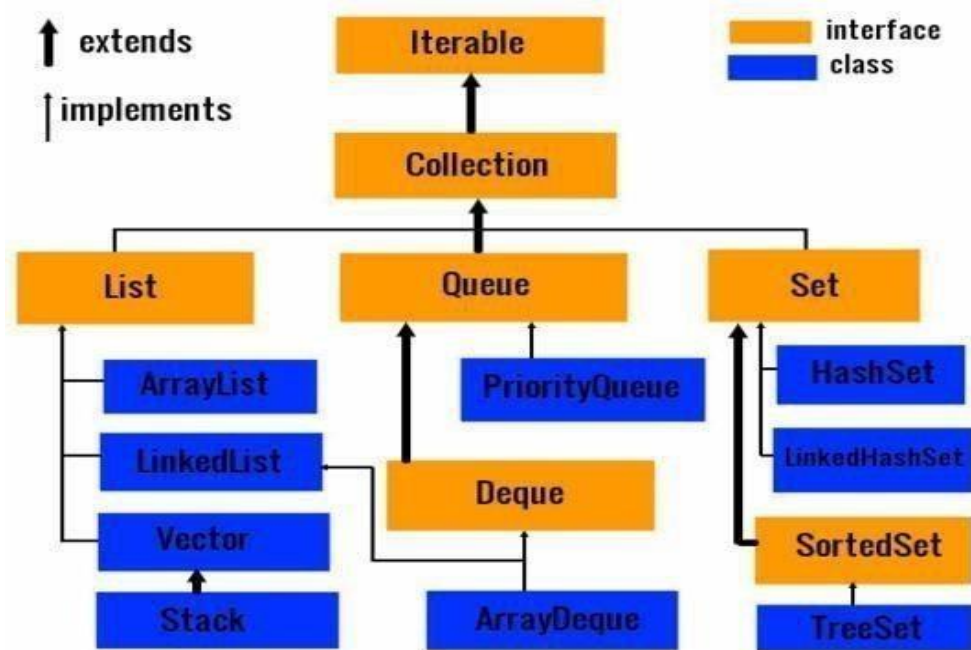 extends
implements
interface
class
Iterable
Collection
List
Queue
Set
ArrayList
PriorityQueue
HashSet
LinkedList
Deque
LinkedHashSet
Vector
SortedSet
Stack
ArrayDeque
TreeSet